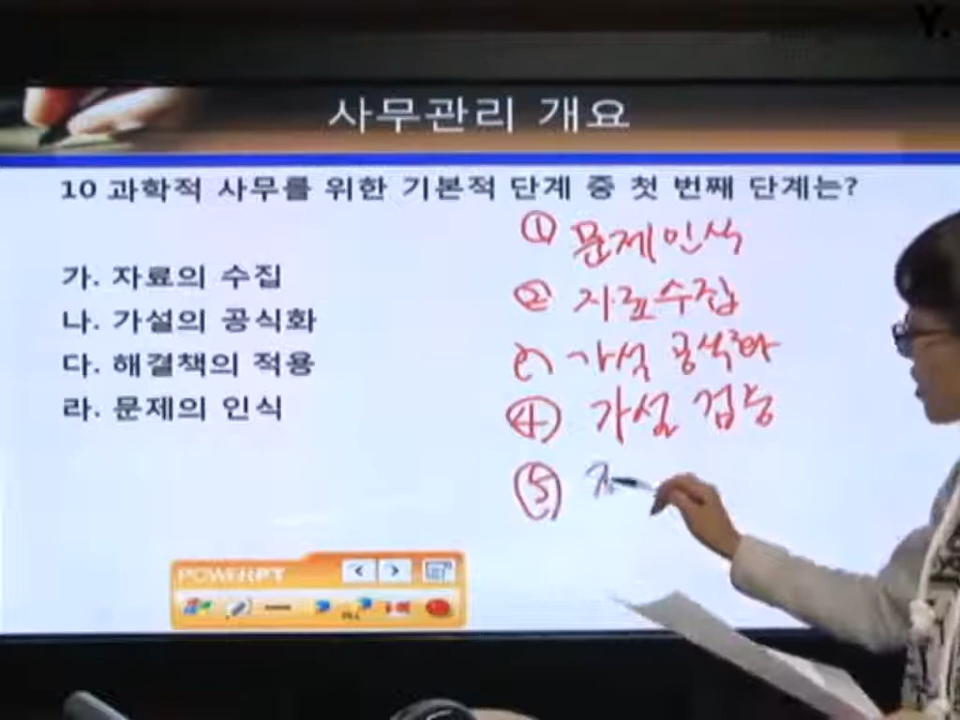 Y.
사무관리 개요
10 과학적 사무를 위한 기본적 단계 중 첫 번째 단계는?
① 문제인식
가. 자료의 수집
② 자료수집
나. 가설의 공식화
가설 공식화
다. 해결책의 적용
④ 가설 검증
라. 문제의 인식
⑤
POWERPT